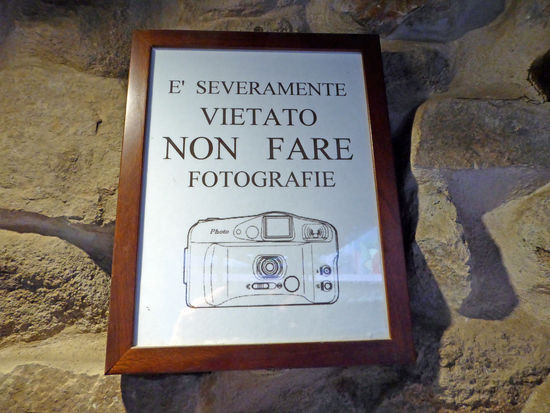 E' SEVERAMENTE
VIETATO
NON FARE
FOTOGRAFIE
Photo